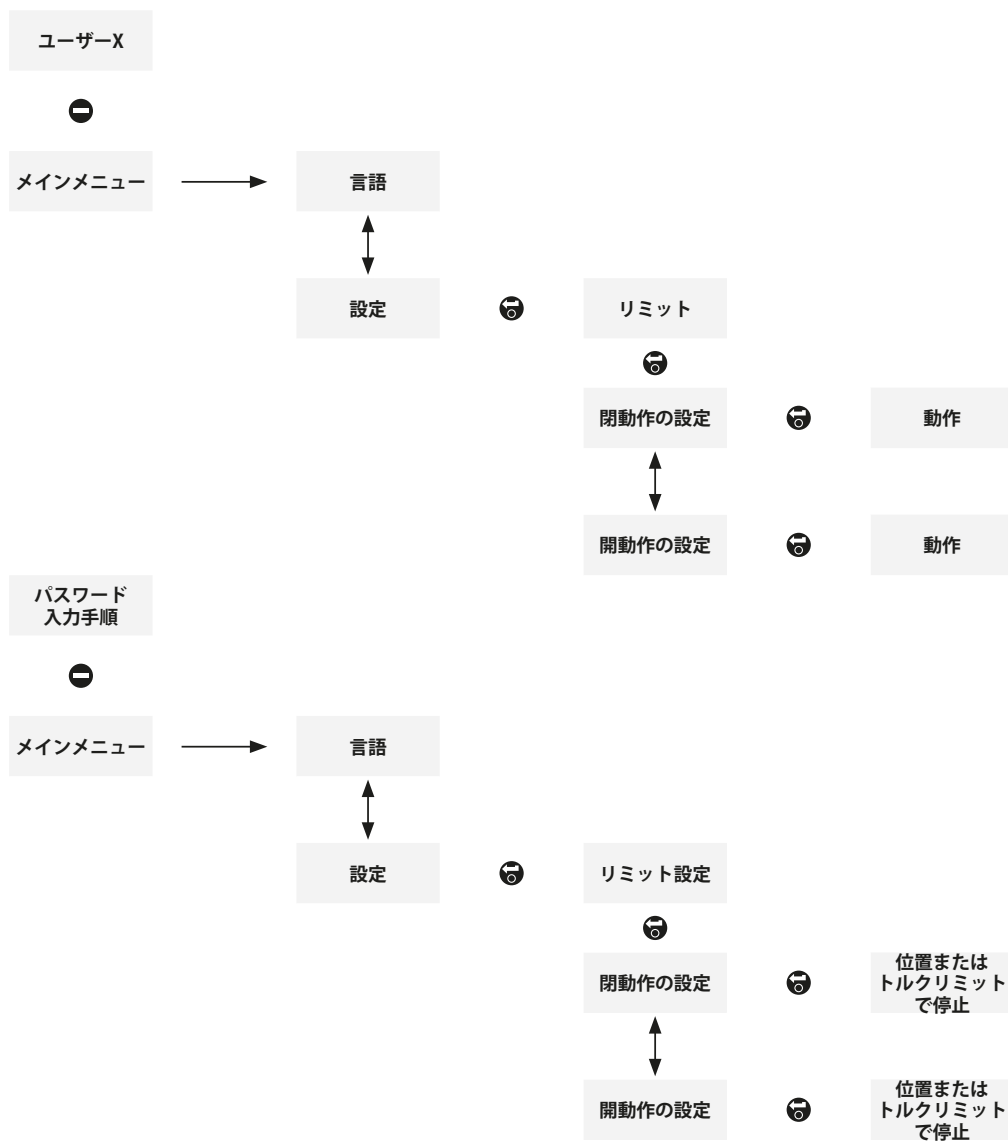 ユーザーX
メインメニュー
言語
設定
リミット
閉動作の設定
動作
開動作の設定
動作
パスワード
入力手順
メインメニュー
言語
設定
リミット設定
閉動作の設定
位置または
トルクリミット
で停止
開動作の設定
位置または
トルクリミット
で停止